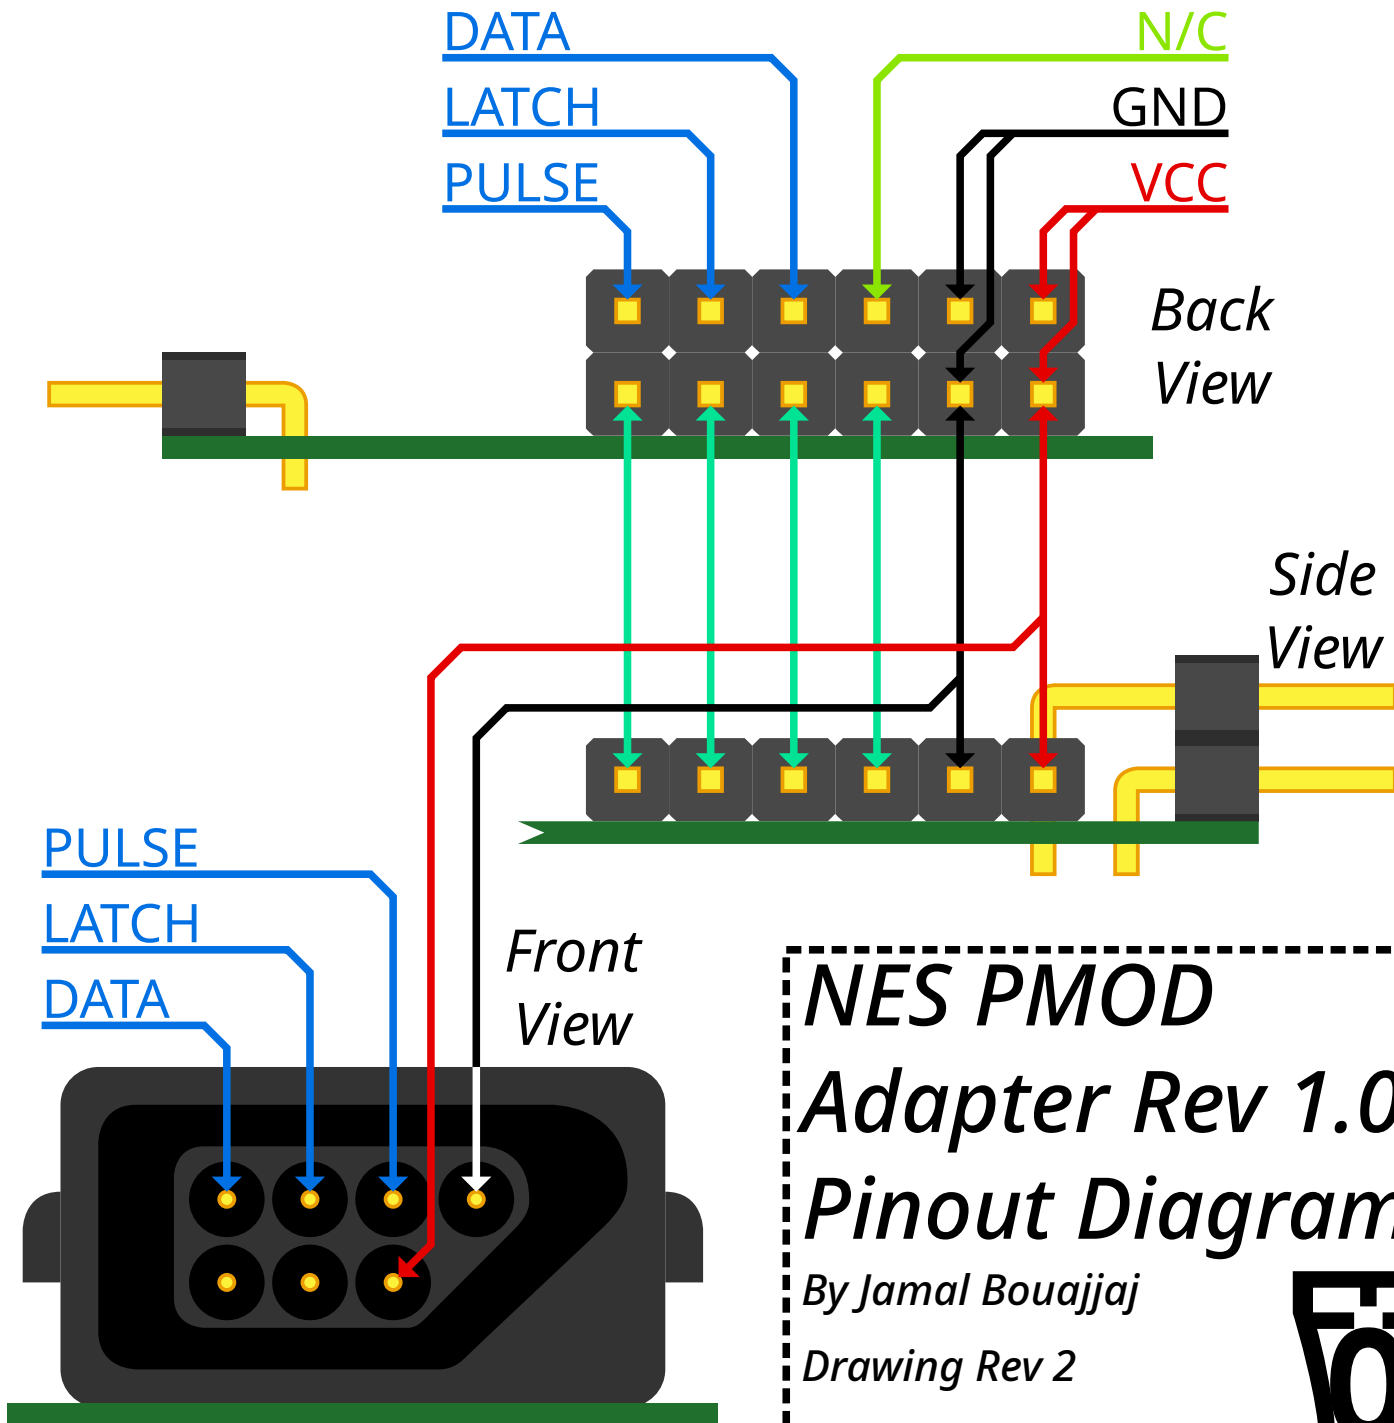 DATA
N/C
LATCH
GND
PULSE
VCC
Back
View
Side
View
PULSE
LATCH
DATA
Front
View
NES PMOD
Adapter Rev 1.0
Pinout Diagram
By Jamal Bouajjaj
Drawing Rev 2